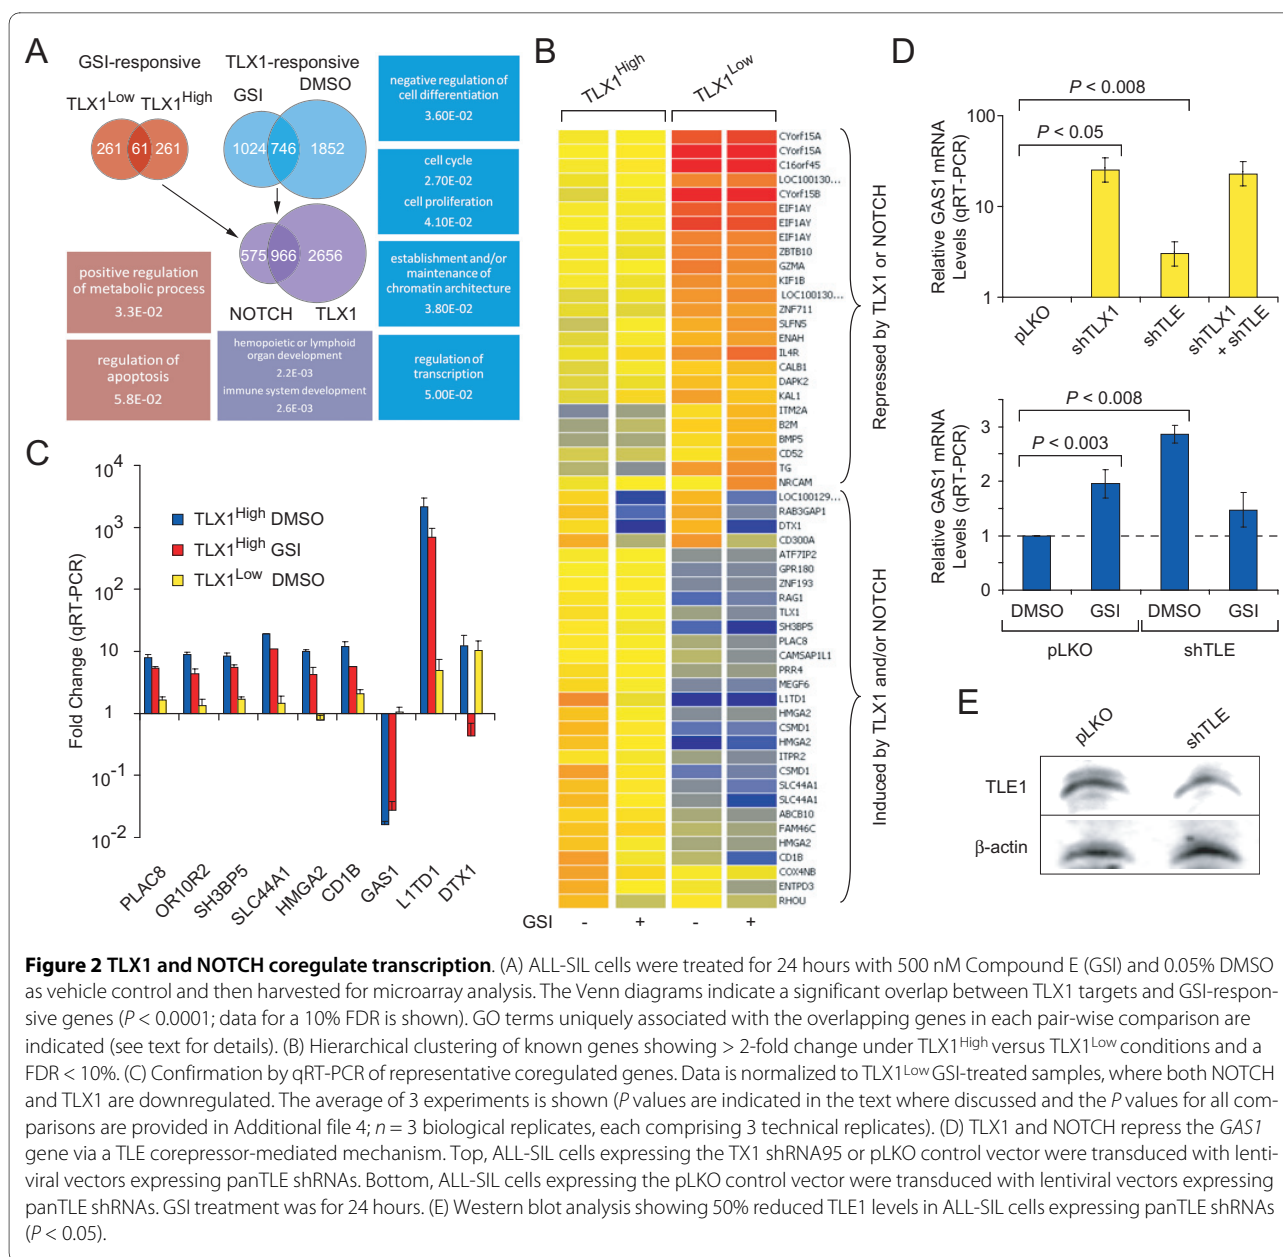 A
GSI-responsive
TLX1-responsive
TLX1Low
TLX1High
GSI
DMSO
261
61
261
1024
746
1852
575
966
2656
NOTCH
TLX1
negative regulation of
cell differentiation
3.60E-02
cell cycle
2.70E-02
cell proliferation
4.10E-02
establishment and/or
maintenance of
chromatin architecture
3.80E-02
regulation of
transcription
5.00E-02
positive regulation
of metabolic process
3.3E-02
regulation of
apoptosis
5.8E-02
hemopoietic or lymphoid
organ development
2.2E-03
immune system development
2.6E-03
B
TLX1High
TLX1Low
CYorf15A
CYorf15A
C16orf45
LOC100130...
CYorf15B
EIF1AY
EIF1AY
EIF1AY
ZBTB10
GZMA
KIF1B
LOC100130...
ZNF711
SLFN5
ENAH
IL4R
CALB1
DAPK2
KAL1
ITM2A
B2M
BMP5
CD52
TG
NRCAM
LOC100129...
RAB3GAP1
DTX1
CD300A
ATF7IP2
GPR180
ZNF193
RAG1
TLX1
SH3BP5
PLAC8
CAMSAP1L1
PRR4
MEGF6
L1TD1
HMGA2
CSMD1
HMGA2
ITPR2
CSMD1
SLC44A1
SLC44A1
ABCB10
FAM46C
HMGA2
CD1B
COX4NB
ENTPD3
RHOU
Repressed by TLX1 or NOTCH
Induced by TLX1 and/or NOTCH
GSI - + - +
C
Fold Change (qRT-PCR)
10^4
10^3
10^2
10
1
10^-1
10^-2
TLX1High DMSO
TLX1High GSI
TLX1Low DMSO
PLAC8
OR10R2
SH3BP5
SLC44A1
HMGA2
CD1B
GAS1
L1TD1
DTX1
D
Relative GAS1 mRNA
Levels (qRT-PCR)
100
10
1
P < 0.008
P < 0.05
pLKO
shTLX1
shTLE
shTLX1
+ shTLE
Relative GAS1 mRNA
Levels (qRT-PCR)
3
2
1
0
P < 0.008
P < 0.003
DMSO
GSI
DMSO
GSI
pLKO
shTLE
E
pLKO
shTLE
TLE1
β-actin
Figure 2 TLX1 and NOTCH coregulate transcription. (A) ALL-SIL cells were treated for 24 hours with 500 nM Compound E (GSI) and 0.05% DMSO
as vehicle control and then harvested for microarray analysis. The Venn diagrams indicate a significant overlap between TLX1 targets and GSI-respon-
sive genes (P < 0.0001; data for a 10% FDR is shown). GO terms uniquely associated with the overlapping genes in each pair-wise comparison are
indicated (see text for details). (B) Hierarchical clustering of known genes showing > 2-fold change under TLX1High versus TLX1Low conditions and a
FDR < 10%. (C) Confirmation by qRT-PCR of representative coregulated genes. Data is normalized to TLX1Low GSI-treated samples, where both NOTCH
and TLX1 are downregulated. The average of 3 experiments is shown (P values are indicated in the text where discussed and the P values for all com-
parisons are provided in Additional file 4; n = 3 biological replicates, each comprising 3 technical replicates). (D) TLX1 and NOTCH repress the GAS1
gene via a TLE corepressor-mediated mechanism. Top, ALL-SIL cells expressing the TX1 shRNA95 or pLKO control vector were transduced with lenti-
viral vectors expressing panTLE shRNAs. Bottom, ALL-SIL cells expressing the pLKO control vector were transduced with lentiviral vectors expressing
panTLE shRNAs. GSI treatment was for 24 hours. (E) Western blot analysis showing 50% reduced TLE1 levels in ALL-SIL cells expressing panTLE shRNAs
(P < 0.05).